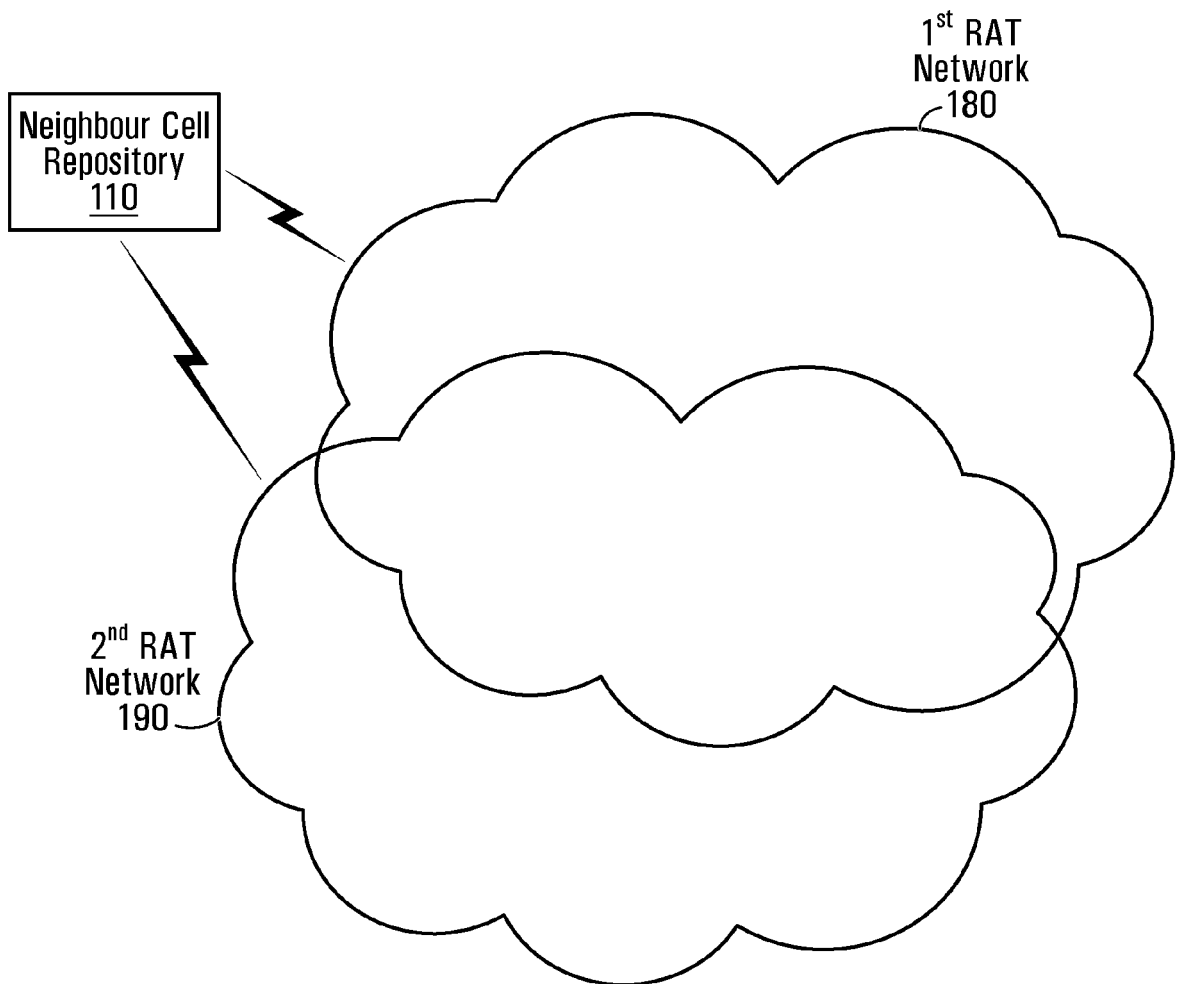 1st RAT
Network
180
Neighbour Cell
Repository
110
2nd RAT
Network
190